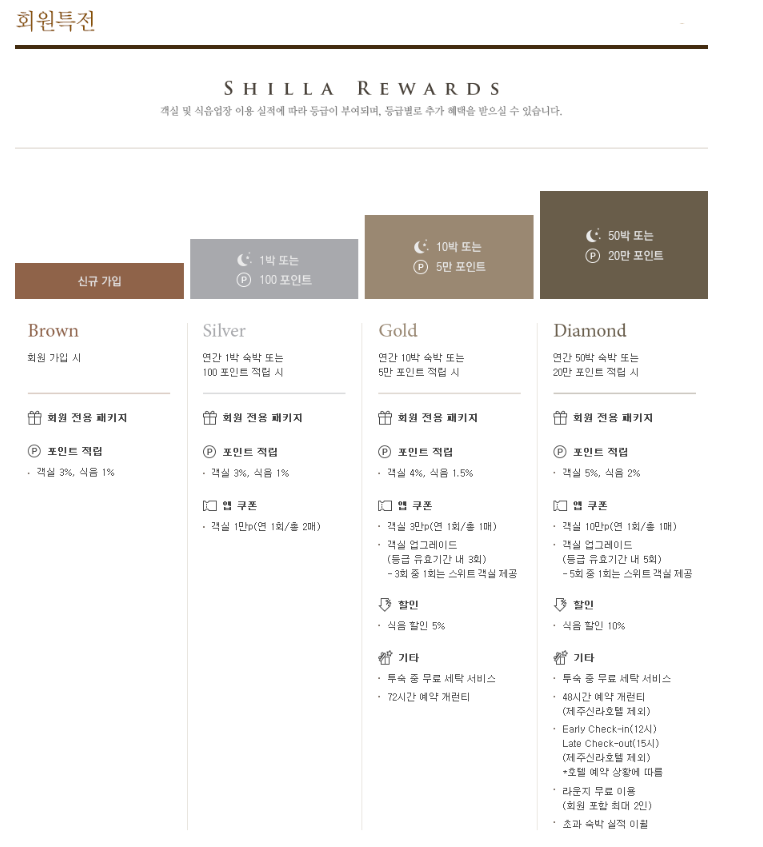 회원특전
SHILLA REWARDS
객실 및 식음업장 이용 실적에 따라 등급이 부여되며, 등급별로 추가 혜택을 받으실 수 있습니다.
신규 가입
1박 또는
P 100 포인트
10박 또는
P 5만 포인트
50박 또는
P 20만 포인트
Brown
회원 가입 시
회원 전용 패키지
P 포인트 적립
· 객실 3%, 식음 1%
Silver
연간 1박 숙박 또는
100 포인트 적립 시
회원 전용 패키지
P 포인트 적립
· 객실 3%, 식음 1%
앱 쿠폰
· 객실 1만p(연 1회/총 2매)
Gold
연간 10박 숙박 또는
5만 포인트 적립 시
회원 전용 패키지
P 포인트 적립
· 객실 4%, 식음 1.5%
앱 쿠폰
· 객실 3만p(연 1회/총 1매)
· 객실 업그레이드
(등급 유효기간 내 3회)
- 3회 중 1회는 스위트 객실 제공
할인
· 식음 할인 5%
기타
· 투숙 중 무료 세탁 서비스
· 72시간 예약 개런티
Diamond
연간 50박 숙박 또는
20만 포인트 적립 시
회원 전용 패키지
P 포인트 적립
· 객실 5%, 식음 2%
앱 쿠폰
· 객실 10만p(연 1회/총 1매)
· 객실 업그레이드
(등급 유효기간 내 5회)
- 5회 중 1회는 스위트 객실 제공
할인
· 식음 할인 10%
기타
· 투숙 중 무료 세탁 서비스
· 48시간 예약 개런티
(제주신라호텔 제외)
· Early Check-in(12시)
Late Check-out(15시)
(제주신라호텔 제외)
*호텔 예약 상황에 따름
· 라운지 무료 이용
(회원 포함 최대 2인)
· 초과 숙박 실적 이월